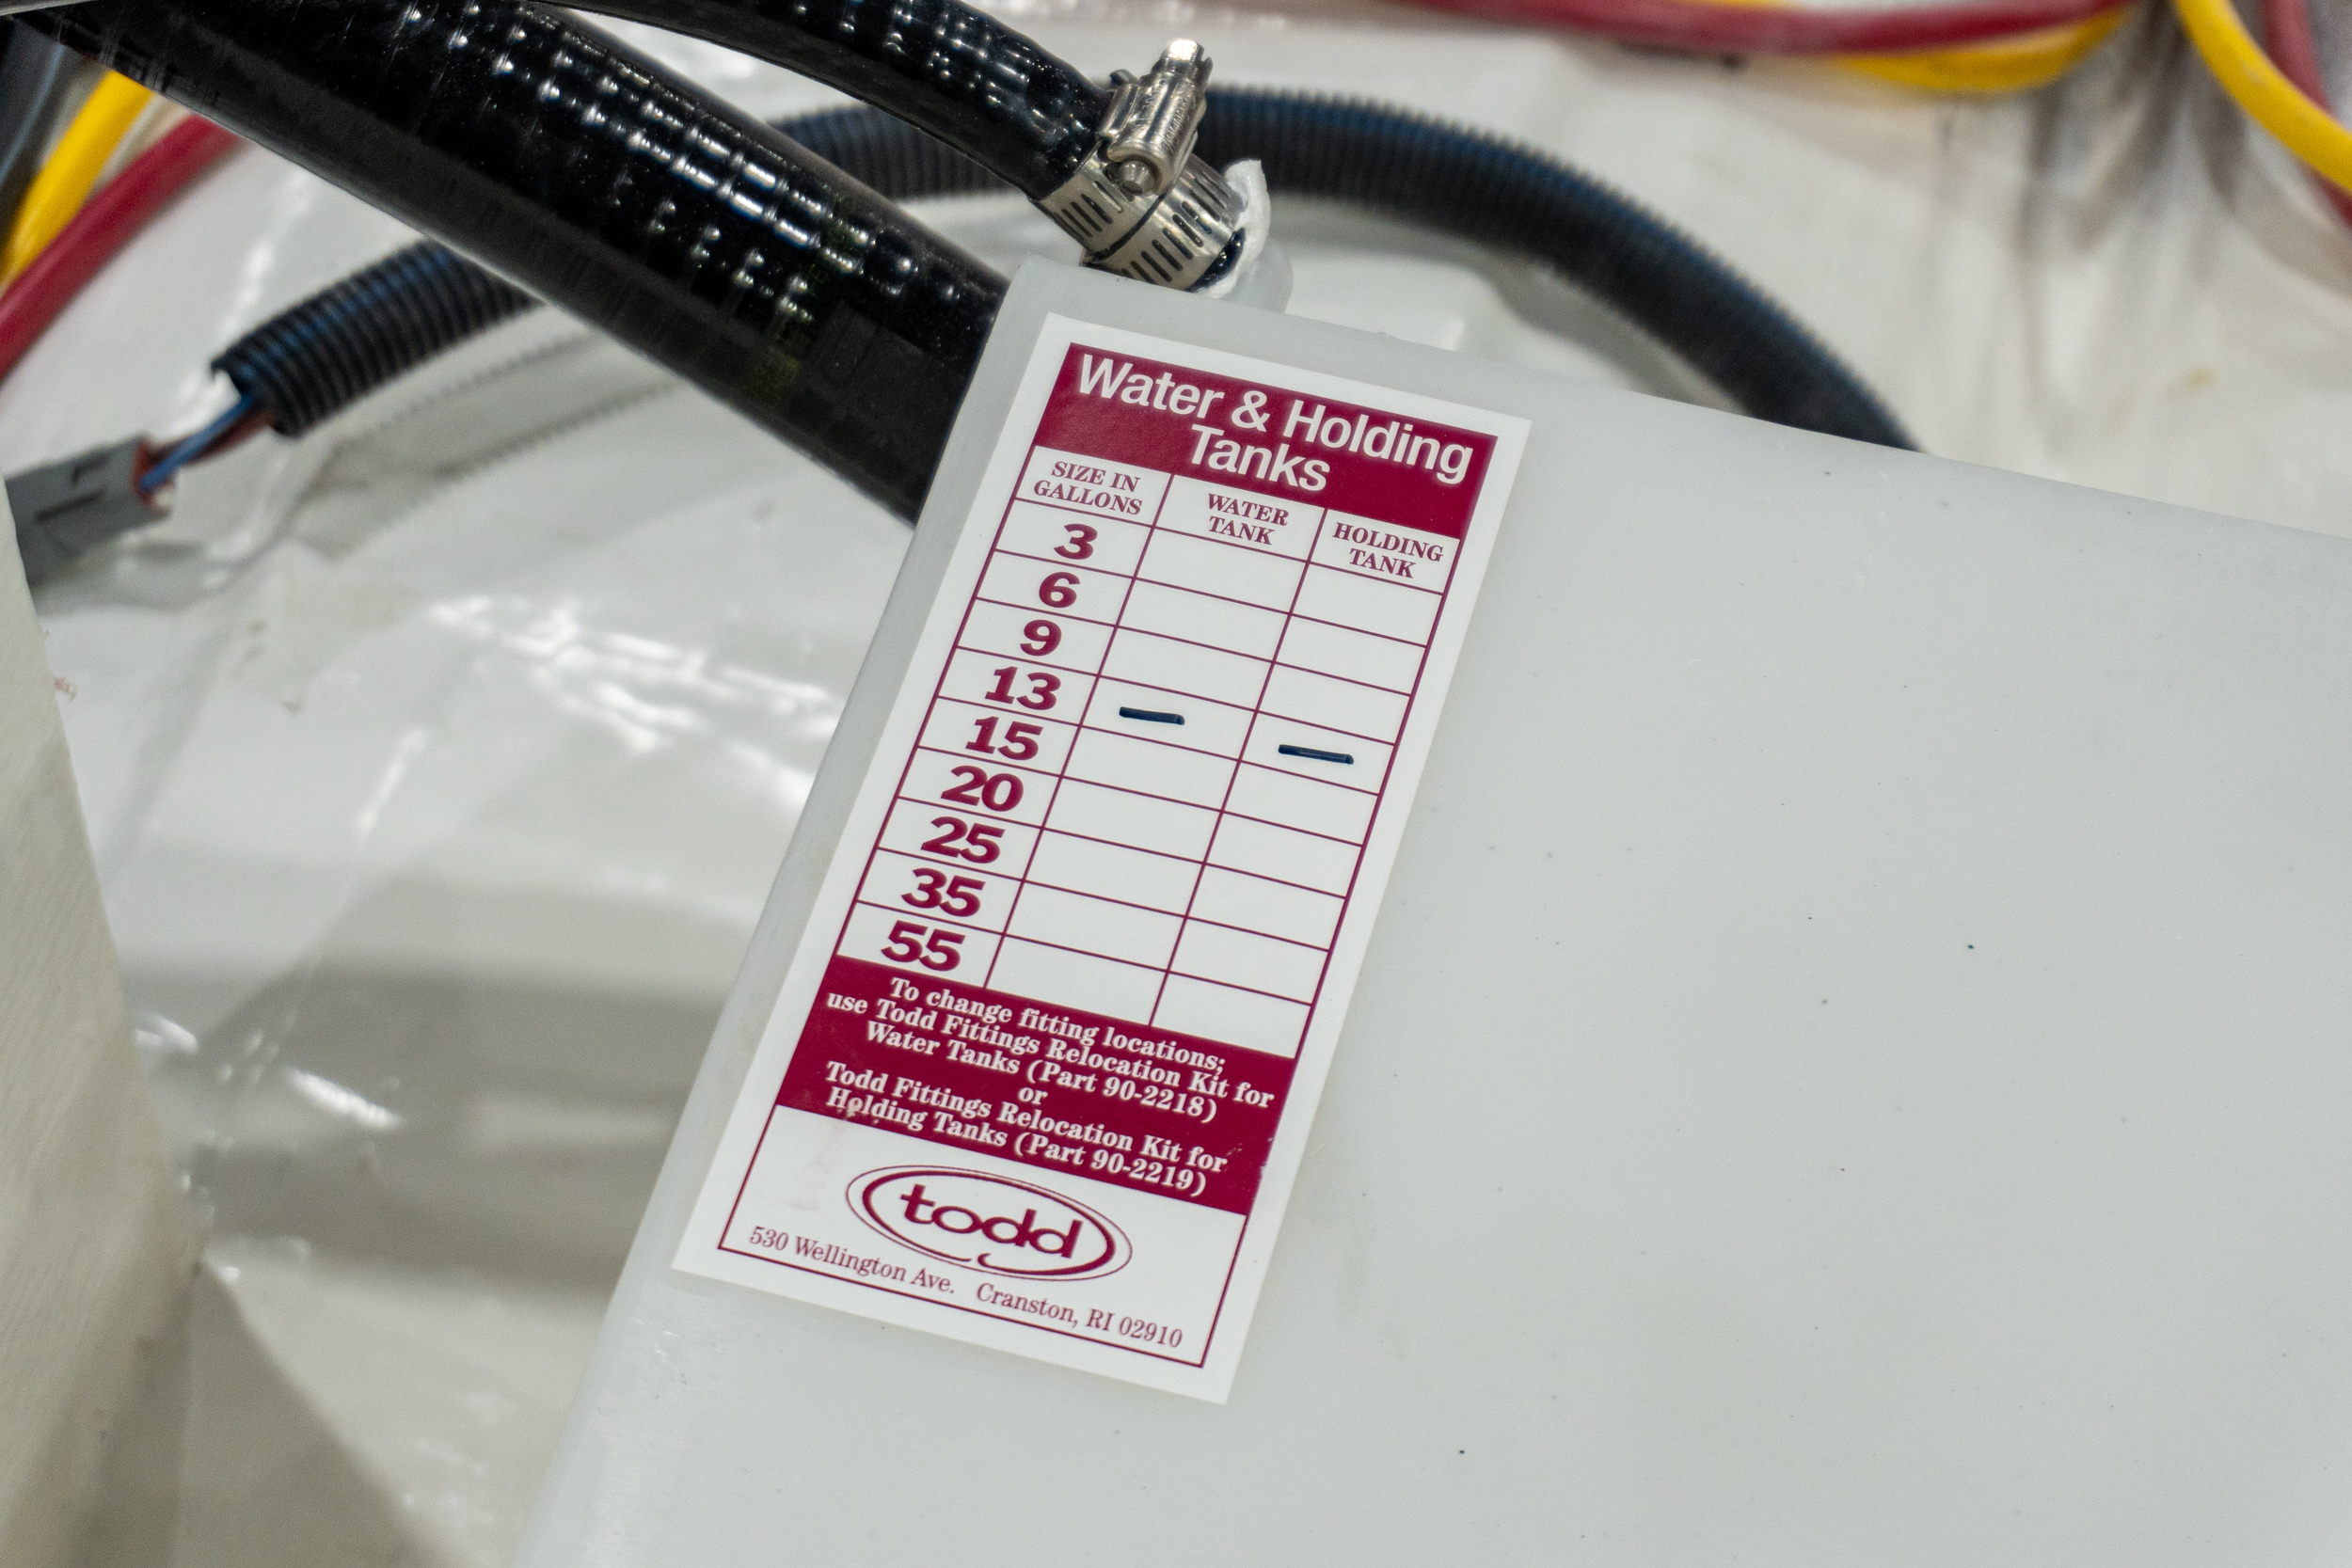 Water & Holding
Tanks
SIZE IN
GALLONS
WATER
TANK
HOLDING
TANK
3
6
9
13 — —
15
20
25
35
55
To change fitting locations;
use Todd Fittings Relocation Kit for
Water Tanks (Part 90-2218)
or
Todd Fittings Relocation Kit for
Holding Tanks (Part 90-2219)
todd
530 Wellington Ave. Cranston, RI 02910